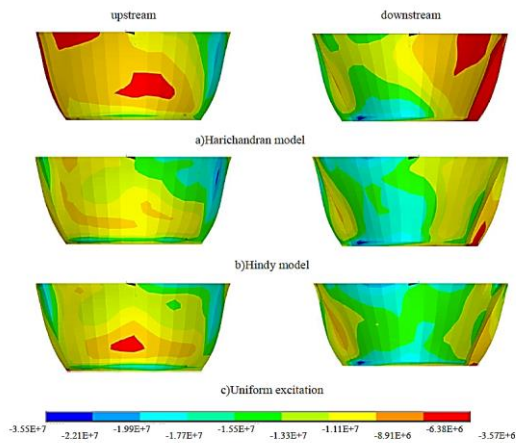 upstream downstream
a)Harichandran model
b)Hindy model
c)Uniform excitation
-3.55E+7 -1.99E+7 -1.55E+7 -1.11E+7 -6.38E+6
-2.21E+7 -1.77E+7 -1.33E+7 -8.91E+6 -3.57E+6